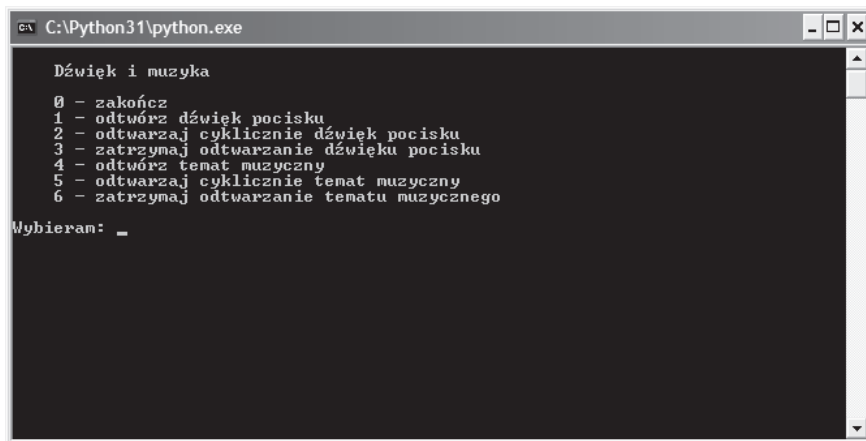 C:\Python31\python.exe
Dźwięk i muzyka
0 - zakończ
1 - odtwórz dźwięk pocisku
2 - odtwarzaj cyklicznie dźwięk pocisku
3 - zatrzymaj odtwarzanie dźwięku pocisku
4 - odtwórz temat muzyczny
5 - odtwarzaj cyklicznie temat muzyczny
6 - zatrzymaj odtwarzanie tematu muzycznego
Wybieram: _